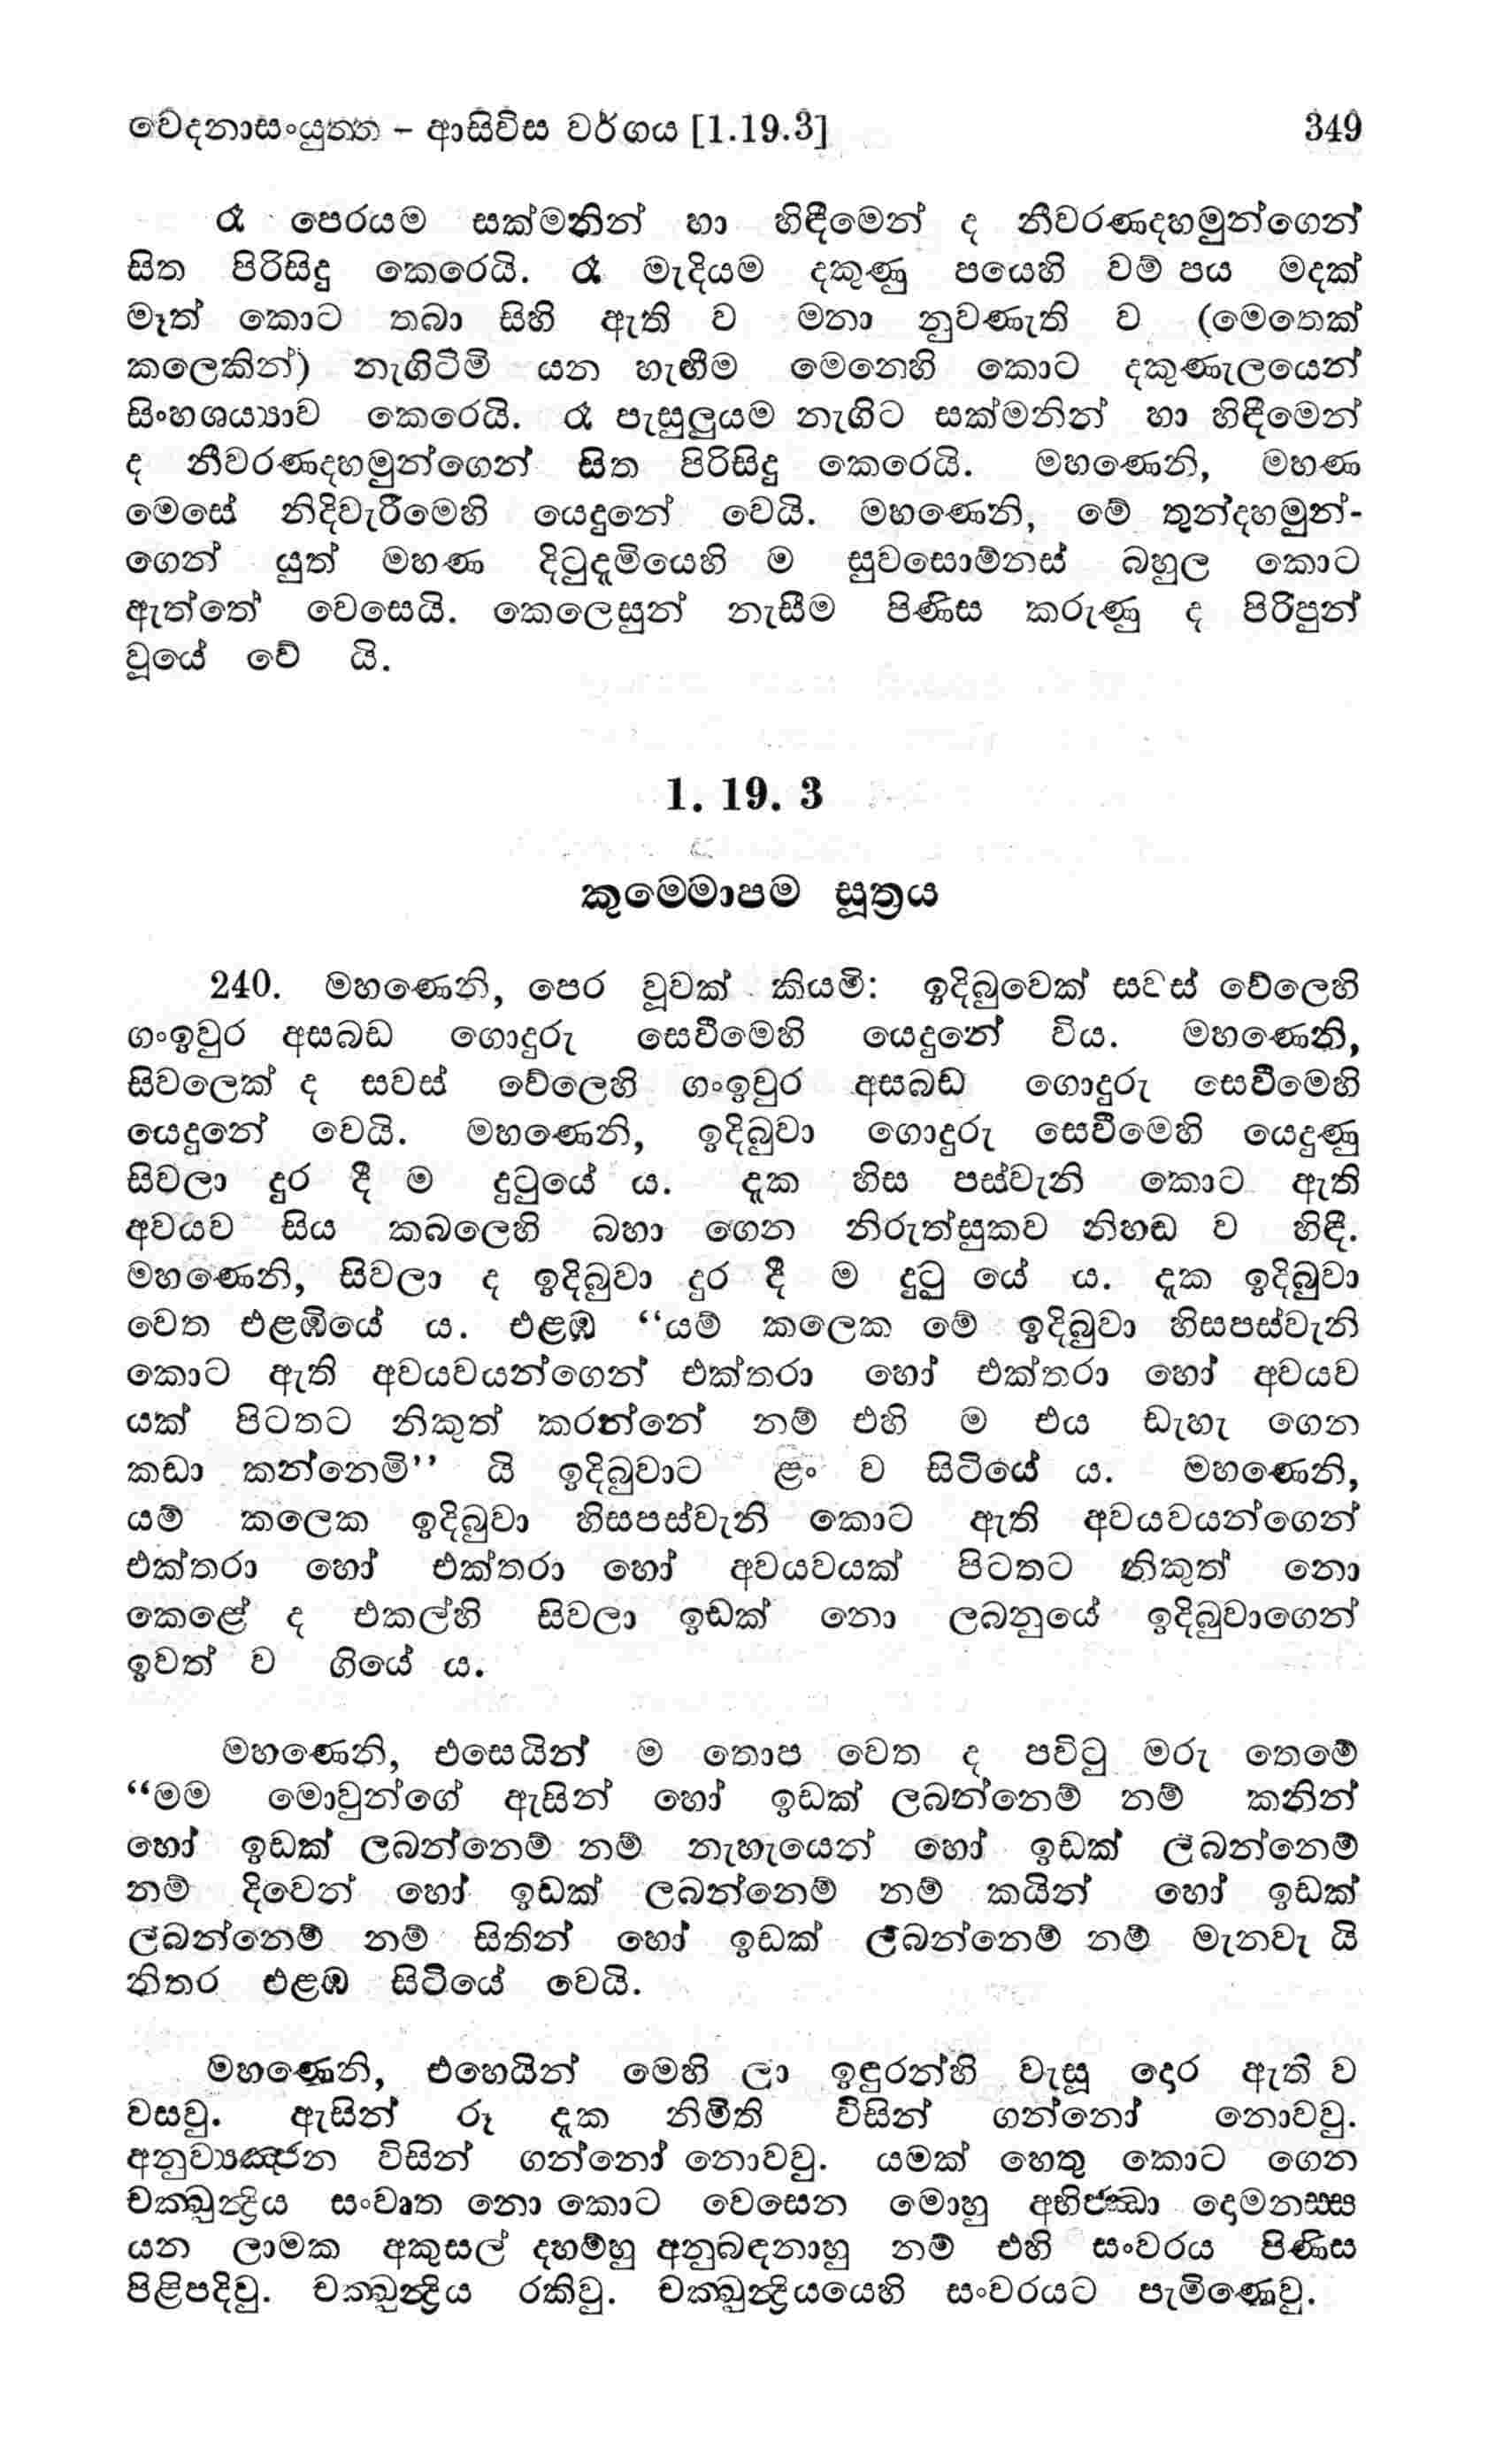 වේදනාසංයුත්ත – ආසිවිස වර්ගය [1.19.3] 349
රෑ පෙරයම සක්මනින් හා හිඳීමෙන් ද නීවරණදහමුන්ගෙන්
සිත පිරිසිදු කෙරෙයි. රෑ මැදියම දකුණු පයෙහි වම් පය මදක්
මෑත් කොට තබා සිහි ඇති ව මනා නුවණැති ව (මෙතෙක්
කලෙකින්) නැගිටිමි යන හැඟීම මෙනෙහි කොට දකුණැලයෙන්
සිංහශය්‍යාව කෙරෙයි. රෑ පැසුලුයම නැගිට සක්මනින් හා හිඳීමෙන්
ද නීවරණදහමුන්ගෙන් සිත පිරිසිදු කෙරෙයි. මහණෙනි, මහණ
මෙසේ නිදිවැරීමෙහි යෙදුනේ වෙයි. මහණෙනි, මේ තුන්දහමුන්-
ගෙන් යුත් මහණ දිටුදැමියෙහි ම සුවසොම්නස් බහුල කොට
ඇත්තේ වෙසෙයි. කෙලෙසුන් නැසීම පිණිස කරුණු ද පිරිපුන්
වූයේ වේ යි.
1. 19. 3
කුම්මෝපම සූත්‍රය
240. මහණෙනි, පෙර වූවක් කියමි: ඉදිබුවෙක් සවස් වේලෙහි
ගංඉවුර අසබඩ ගොදුරු සෙවීමෙහි යෙදුනේ විය. මහණෙනි,
සිවලෙක් ද සවස් වේලෙහි ගංඉවුර අසබඩ ගොදුරු සෙවීමෙහි
යෙදුනේ වෙයි. මහණෙනි, ඉදිබුවා ගොදුරු සෙවීමෙහි යෙදුණු
සිවලා දුර දී ම දුටුයේ ය. දැක හිස පස්වැනි කොට ඇති
අවයව සිය කබලෙහි බහා ගෙන නිරුත්සුකව නිහඬ ව හිඳී.
මහණෙනි, සිවලා ද ඉදිබුවා දුර දී ම දුටු යේ ය. දැක ඉදිබුවා
වෙත එළඹියේ ය. එළඹ “යම් කලෙක මේ ඉදිබුවා හිසපස්වැනි
කොට ඇති අවයවයන්ගෙන් එක්තරා හෝ එක්තරා හෝ අවයව
යක් පිටතට නිකුත් කරන්නේ නම් එහි ම එය ඩැහැ ගෙන
කඩා කන්නෙමි” යි ඉදිබුවාට ළං ව සිටියේ ය. මහණෙනි,
යම් කලෙක ඉදිබුවා හිසපස්වැනි කොට ඇති අවයවයන්ගෙන්
එක්තරා හෝ එක්තරා හෝ අවයවයක් පිටතට නිකුත් නො
කෙළේ ද එකල්හි සිවලා ඉඩක් නො ලබනුයේ ඉදිබුවාගෙන්
ඉවත් ව ගියේ ය.
මහණෙනි, එසෙයින් ම තොප වෙත ද පවිටු මරු තෙමේ
“මම මොවුන්ගේ ඇසින් හෝ ඉඩක් ලබන්නෙම් නම් කනින්
හෝ ඉඩක් ලබන්නෙම් නම් නැහැයෙන් හෝ ඉඩක් ලබන්නෙම්
නම් දිවෙන් හෝ ඉඩක් ලබන්නෙම් නම් කයින් හෝ ඉඩක්
ලබන්නෙම් නම් සිතින් හෝ ඉඩක් ලබන්නෙම් නම් මැනවැ යි
නිතර එළඹ සිටියේ වෙයි.
මහණෙනි, එහෙයින් මෙහි ලා ඉඳුරන්හි වැසූ දොර ඇති ව
වසවු. ඇසින් රූ දැක නිමිති විසින් ගන්නෝ නොවවු.
අනුව්‍යඤ්ජන විසින් ගන්නෝ නොවවු. යමක් හෙතු කොට ගෙන
චක්ඛුන්ද්‍රිය සංවෘත නො කොට වෙසෙන මොහු අභිජ්ඣා දොමනස්ස
යන ලාමක අකුසල් දහම්හු අනුබඳනාහු නම් එහි සංවරය පිණිස
පිළිපදිවු. චක්ඛුන්ද්‍රිය රකිවු. චක්ඛුන්ද්‍රියයෙහි සංවරයට පැමිණෙවු.